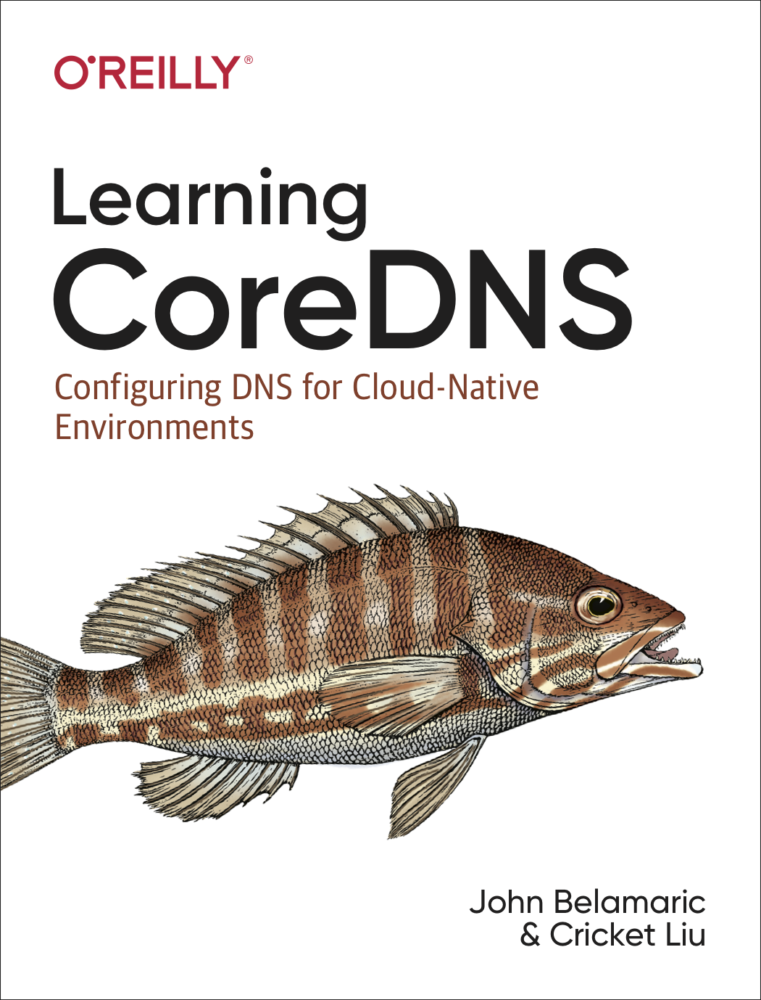 O'REILLY®
Learning
CoreDNS
Configuring DNS for Cloud-Native
Environments
John Belamaric
& Cricket Liu